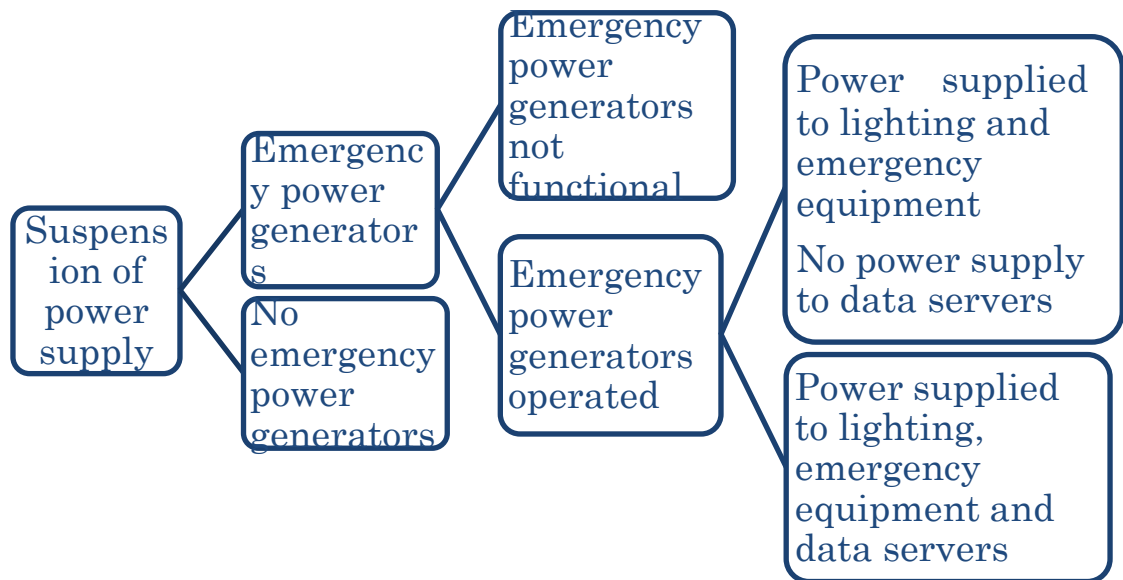 Suspens
ion of
power
supply
Emergenc
y power
generator
s
No
emergency
power
generators
Emergency
power
generators
not
functional
Emergency
power
generators
operated
Power supplied
to lighting and
emergency
equipment
No power supply
to data servers
Power supplied
to lighting,
emergency
equipment and
data servers